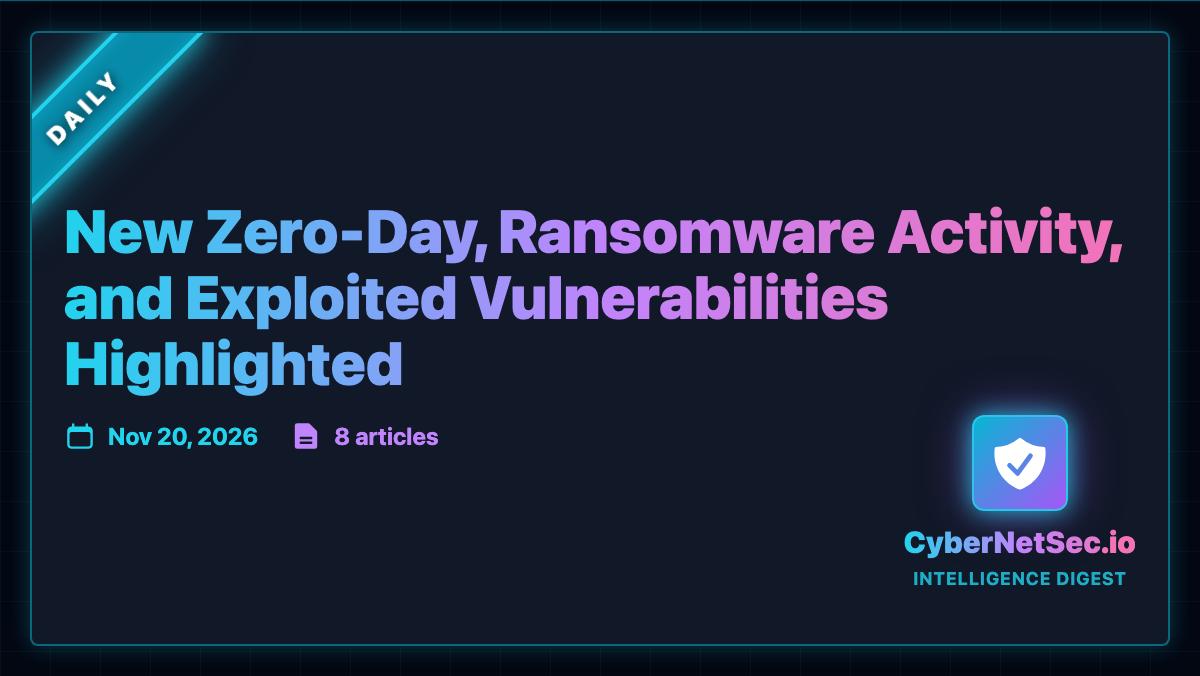 DAILY
New Zero-Day, Ransomware Activity,
and Exploited Vulnerabilities
Highlighted
Nov 20, 2026
8 articles
CyberNetSec.io
INTELLIGENCE DIGEST